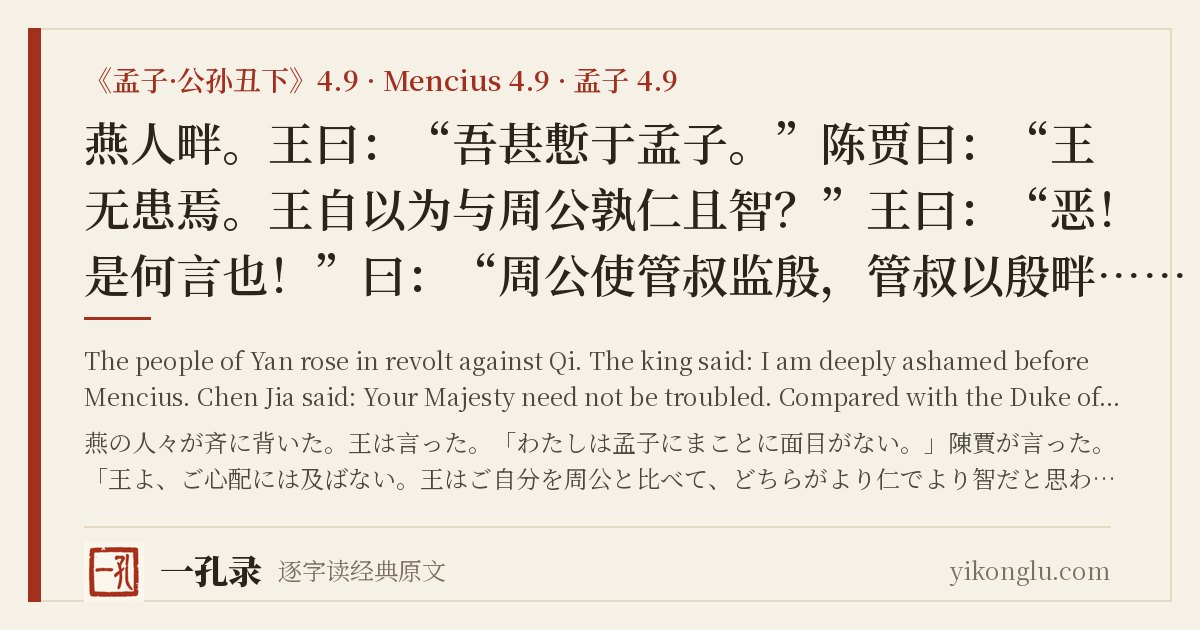 《孟子·公孙丑下》4.9 · Mencius 4.9 · 孟子 4.9
燕人畔。王曰：“吾甚慙于孟子。”陈贾曰：“王
无患焉。王自以为与周公孰仁且智？”王曰：“恶！
是何言也！”曰：“周公使管叔监殷，管叔以殷畔……
The people of Yan rose in revolt against Qi. The king said: I am deeply ashamed before
Mencius. Chen Jia said: Your Majesty need not be troubled. Compared with the Duke of...
燕の人々が斉に背いた。王は言った。「わたしは孟子にまことに面目がない。」陳賈が言った。
「王よ、ご心配には及ばない。王はご自分を周公と比べて、どちらがより仁でより智だと思わ…
一孔
一孔录 逐字读经典原文
yikonglu.com